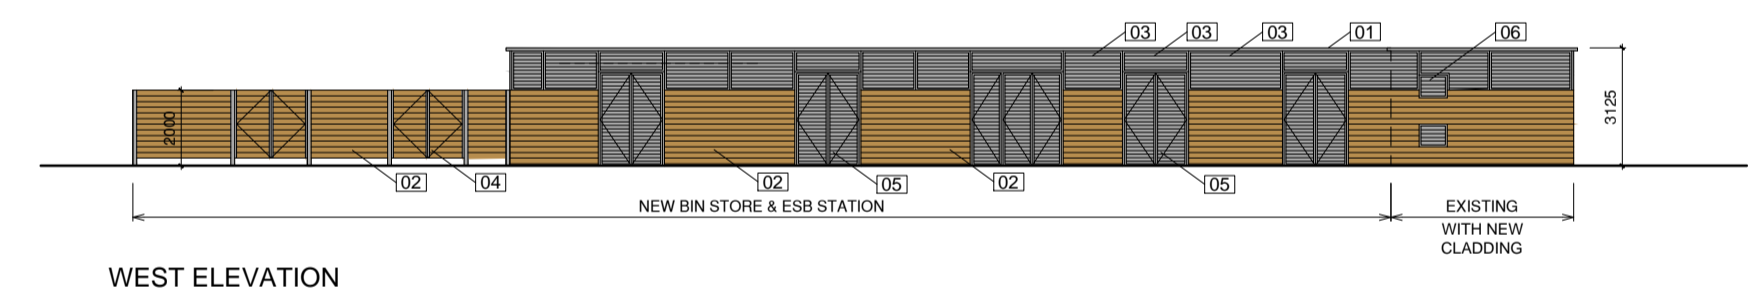 03
03
03
01
06
2000
3125
02
04
02
05
02
05
NEW BIN STORE & ESB STATION
EXISTING
WITH NEW
CLADDING
WEST ELEVATION